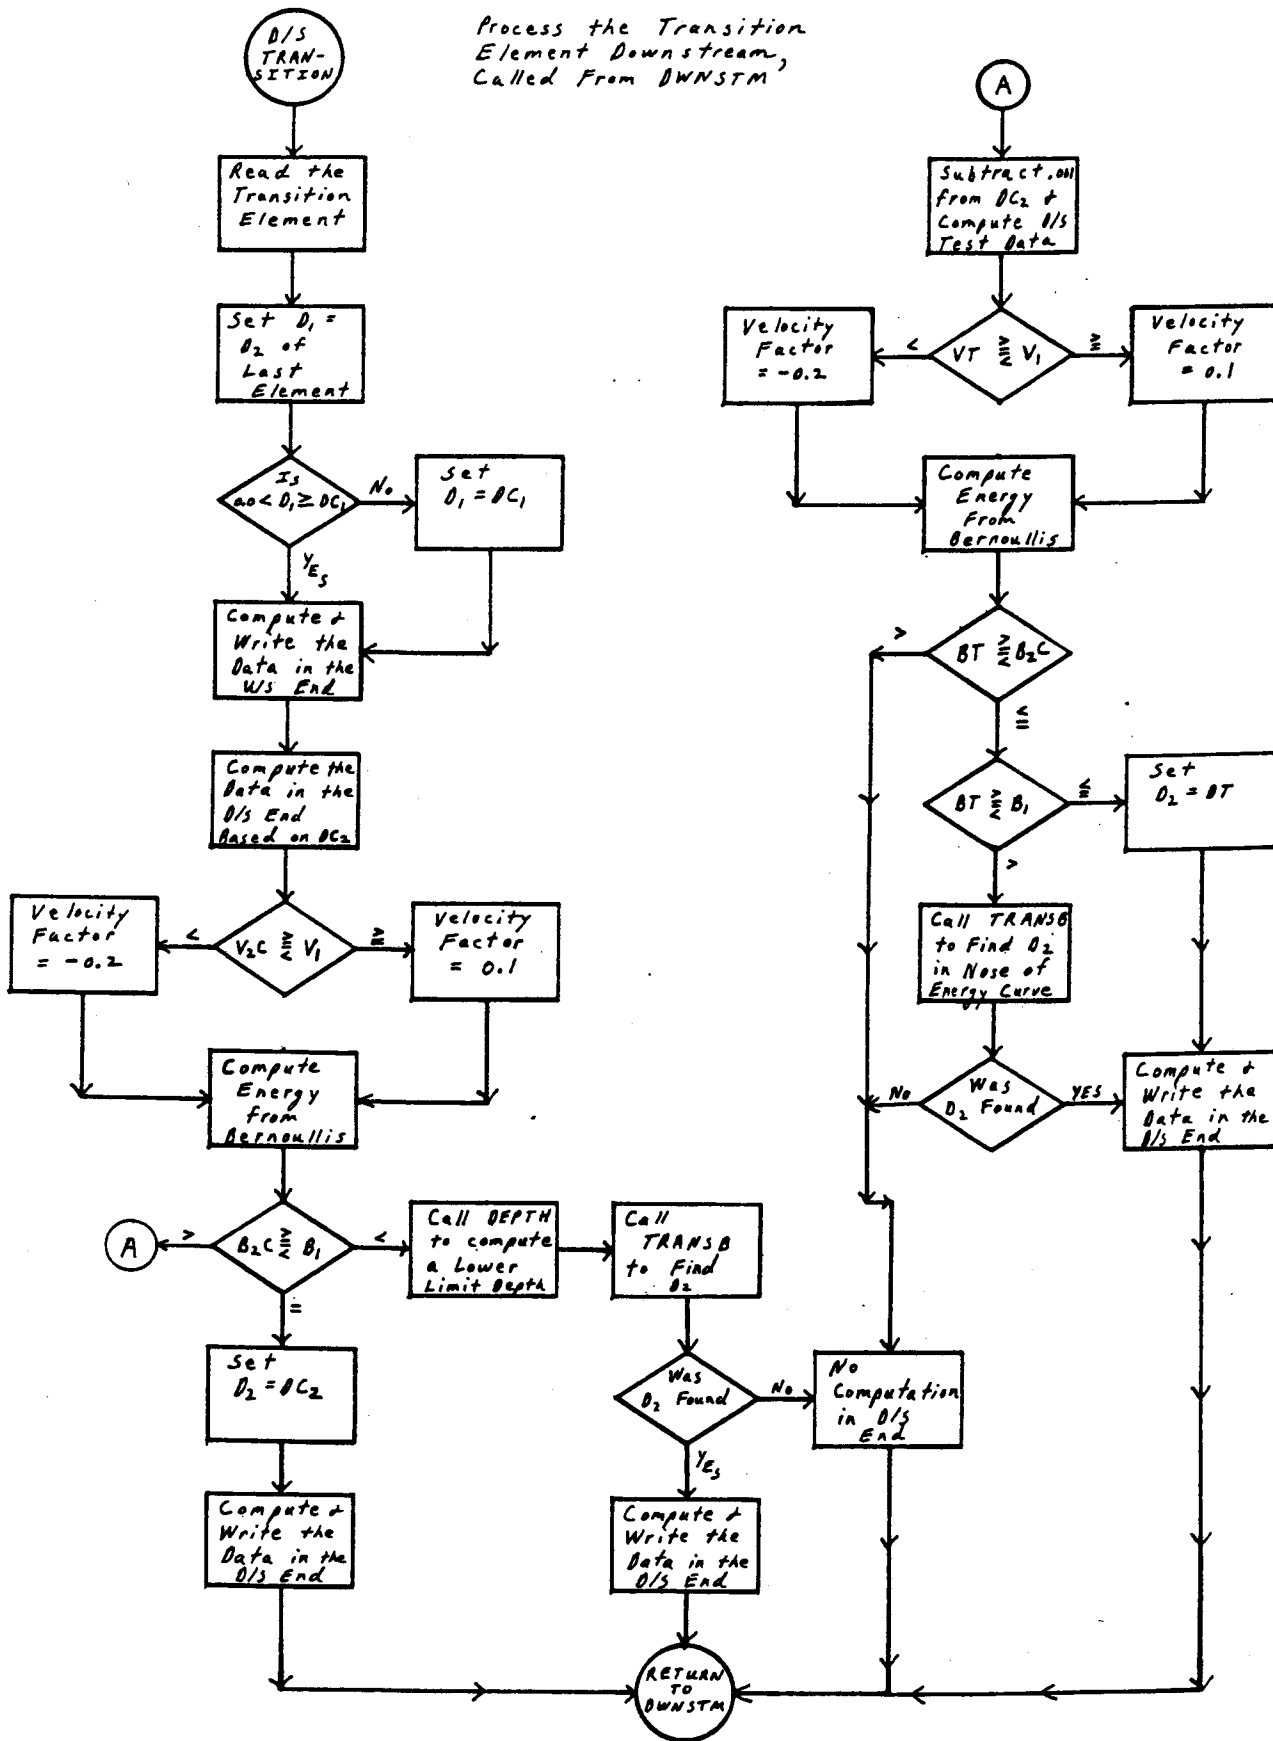 D/S
TRAN-
SITION
Process the Transition
Element Downstream,
Called From DWNSTM
Read the
Transition
Element
Set D₁ =
D₂ of
Last
Element
Is
0.0 < D₁ ≥ DC₁
No
Set
D₁ = DC₁
Yes
Compute &
Write the
Data in the
U/S End
Compute the
Data in the
D/S End
Based on DC₂
Velocity
Factor
= -0.2
<
V₂C ⪌ V₁
≥
Velocity
Factor
= 0.1
Compute
Energy
from
Bernoullis
A
>
B₂C ⪌ B₁
<
Call DEPTH
to compute
a Lower
Limit Depth
Call
TRANSB
to Find
D₂
=
Set
D₂ = DC₂
Was
D₂ Found
No
No
Computation
in D/S
End
Yes
Compute &
Write the
Data in the
D/S End
Compute &
Write the
Data in the
D/S End
RETURN
TO
DWNSTM
A
Subtract .001
from DC₂ &
Compute D/S
Test Data
Velocity
Factor
= -0.2
<
VT ⪌ V₁
≥
Velocity
Factor
= 0.1
Compute
Energy
From
Bernoullis
>
BT ⪌ B₂C
≤
BT ⪌ B₁
≤
Set
D₂ = DT
>
Call TRANSB
to Find D₂
in Nose of
Energy Curve
No
Was
D₂ Found
YES
Compute &
Write the
Data in the
D/S End